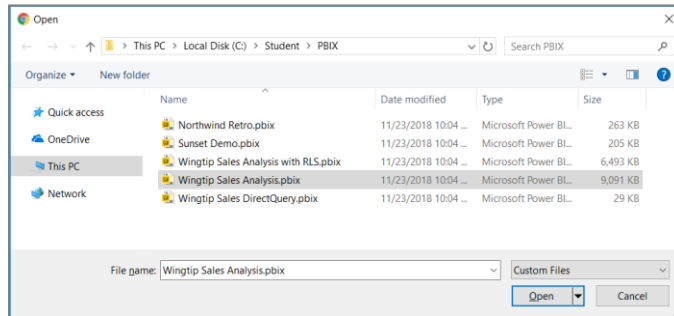 Open
This PC > Local Disk (C:) > Student > PBIX
Search PBIX
Organize
New folder
Name Date modified Type Size
Quick access
OneDrive
This PC
Network
Northwind Retro.pbix 11/23/2018 10:04 ... Microsoft Power BI... 263 KB
Sunset Demo.pbix 11/23/2018 10:04 ... Microsoft Power BI... 205 KB
Wingtip Sales Analysis with RLS.pbix 11/23/2018 10:04 ... Microsoft Power BI... 6,493 KB
Wingtip Sales Analysis.pbix 11/23/2018 10:04 ... Microsoft Power BI... 9,091 KB
Wingtip Sales DirectQuery.pbix 11/23/2018 10:04 ... Microsoft Power BI... 29 KB
File name: Wingtip Sales Analysis.pbix
Custom Files
Open
Cancel